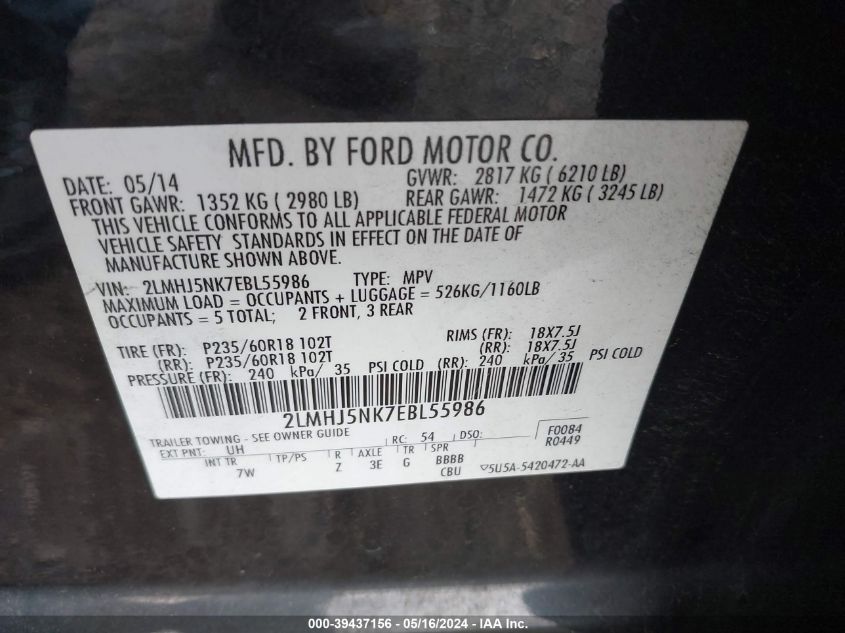 MFD. BY FORD MOTOR CO.
DATE: 05/14 GVWR: 2817 KG ( 6210 LB)
FRONT GAWR: 1352 KG ( 2980 LB) REAR GAWR: 1472 KG ( 3245 LB)
THIS VEHICLE CONFORMS TO ALL APPLICABLE FEDERAL MOTOR
VEHICLE SAFETY STANDARDS IN EFFECT ON THE DATE OF
MANUFACTURE SHOWN ABOVE.
VIN: 2LMHJ5NK7EBL55986 TYPE: MPV
MAXIMUM LOAD = OCCUPANTS + LUGGAGE = 526KG/1160LB
OCCUPANTS = 5 TOTAL; 2 FRONT, 3 REAR
TIRE (FR): P235/60R18 102T RIMS (FR): 18X7.5J
(RR): P235/60R18 102T (RR): 18X7.5J
PRESSURE (FR): 240 kPa/ 35 PSI COLD (RR): 240 kPa/ 35 PSI COLD
2LMHJ5NK7EBL55986
TRAILER TOWING - SEE OWNER GUIDE F0084
EXT PNT: UH RC: 54 DSO: R0449
INT TR TP/PS R AXLE TR SPR
7W Z 3E G BBBB
CBU 5U5A-5420472-AA
000-39437156 - 05/16/2024 - IAA Inc.